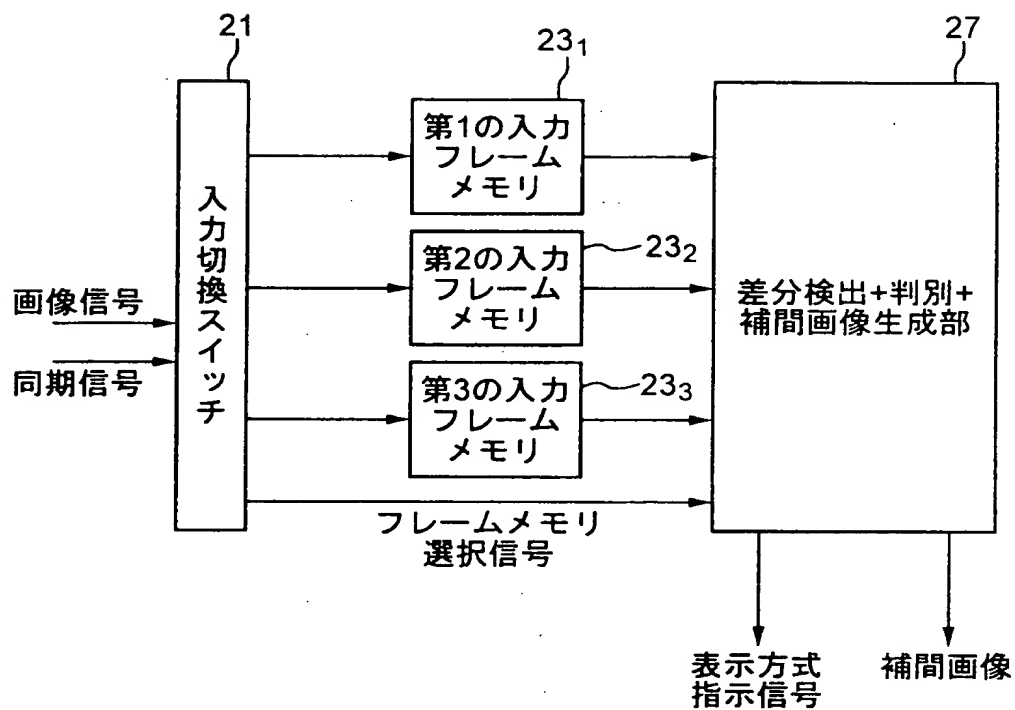 21
23₁
27
第1の入力
フレーム
メモリ
入力切換スイッチ
23₂
第2の入力
フレーム
メモリ
画像信号
同期信号
差分検出+判別+
補間画像生成部
23₃
第3の入力
フレーム
メモリ
フレームメモリ
選択信号
表示方式
指示信号
補間画像